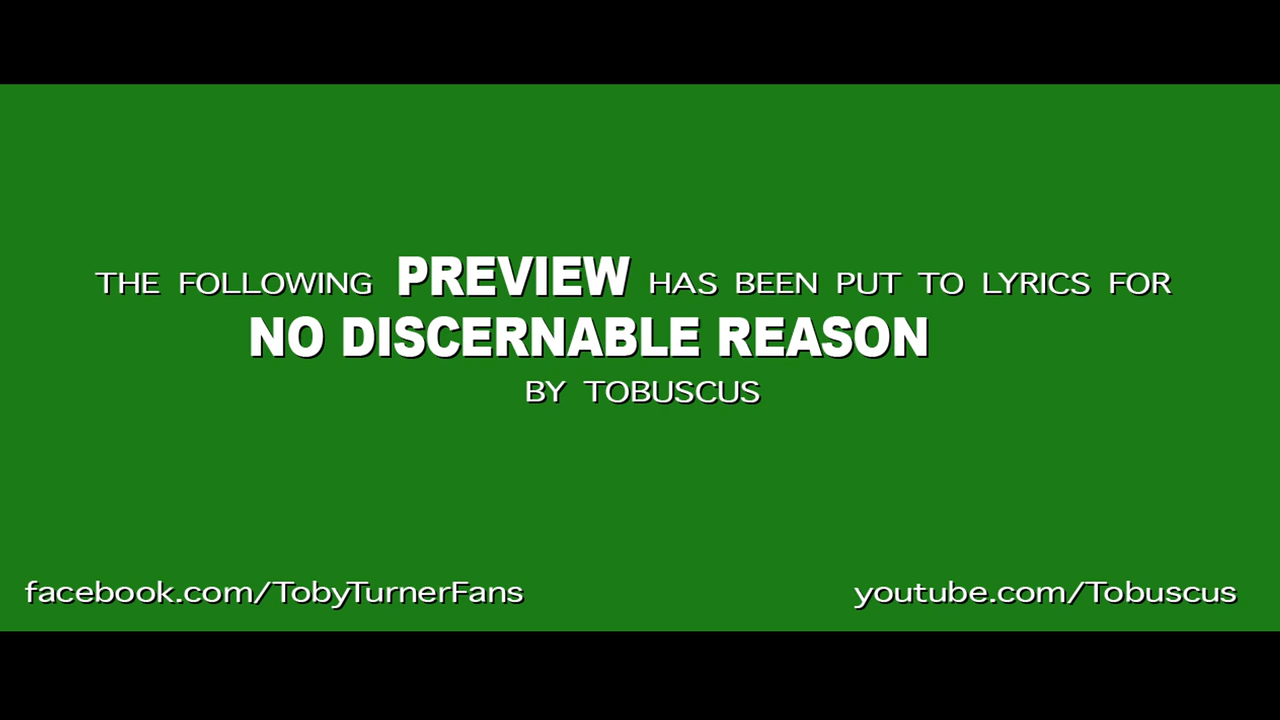 THE FOLLOWING PREVIEW HAS BEEN PUT TO LYRICS FOR
NO DISCERNABLE REASON
BY TOBUSCUS
facebook.com/TobyTurnerFans
youtube.com/Tobuscus